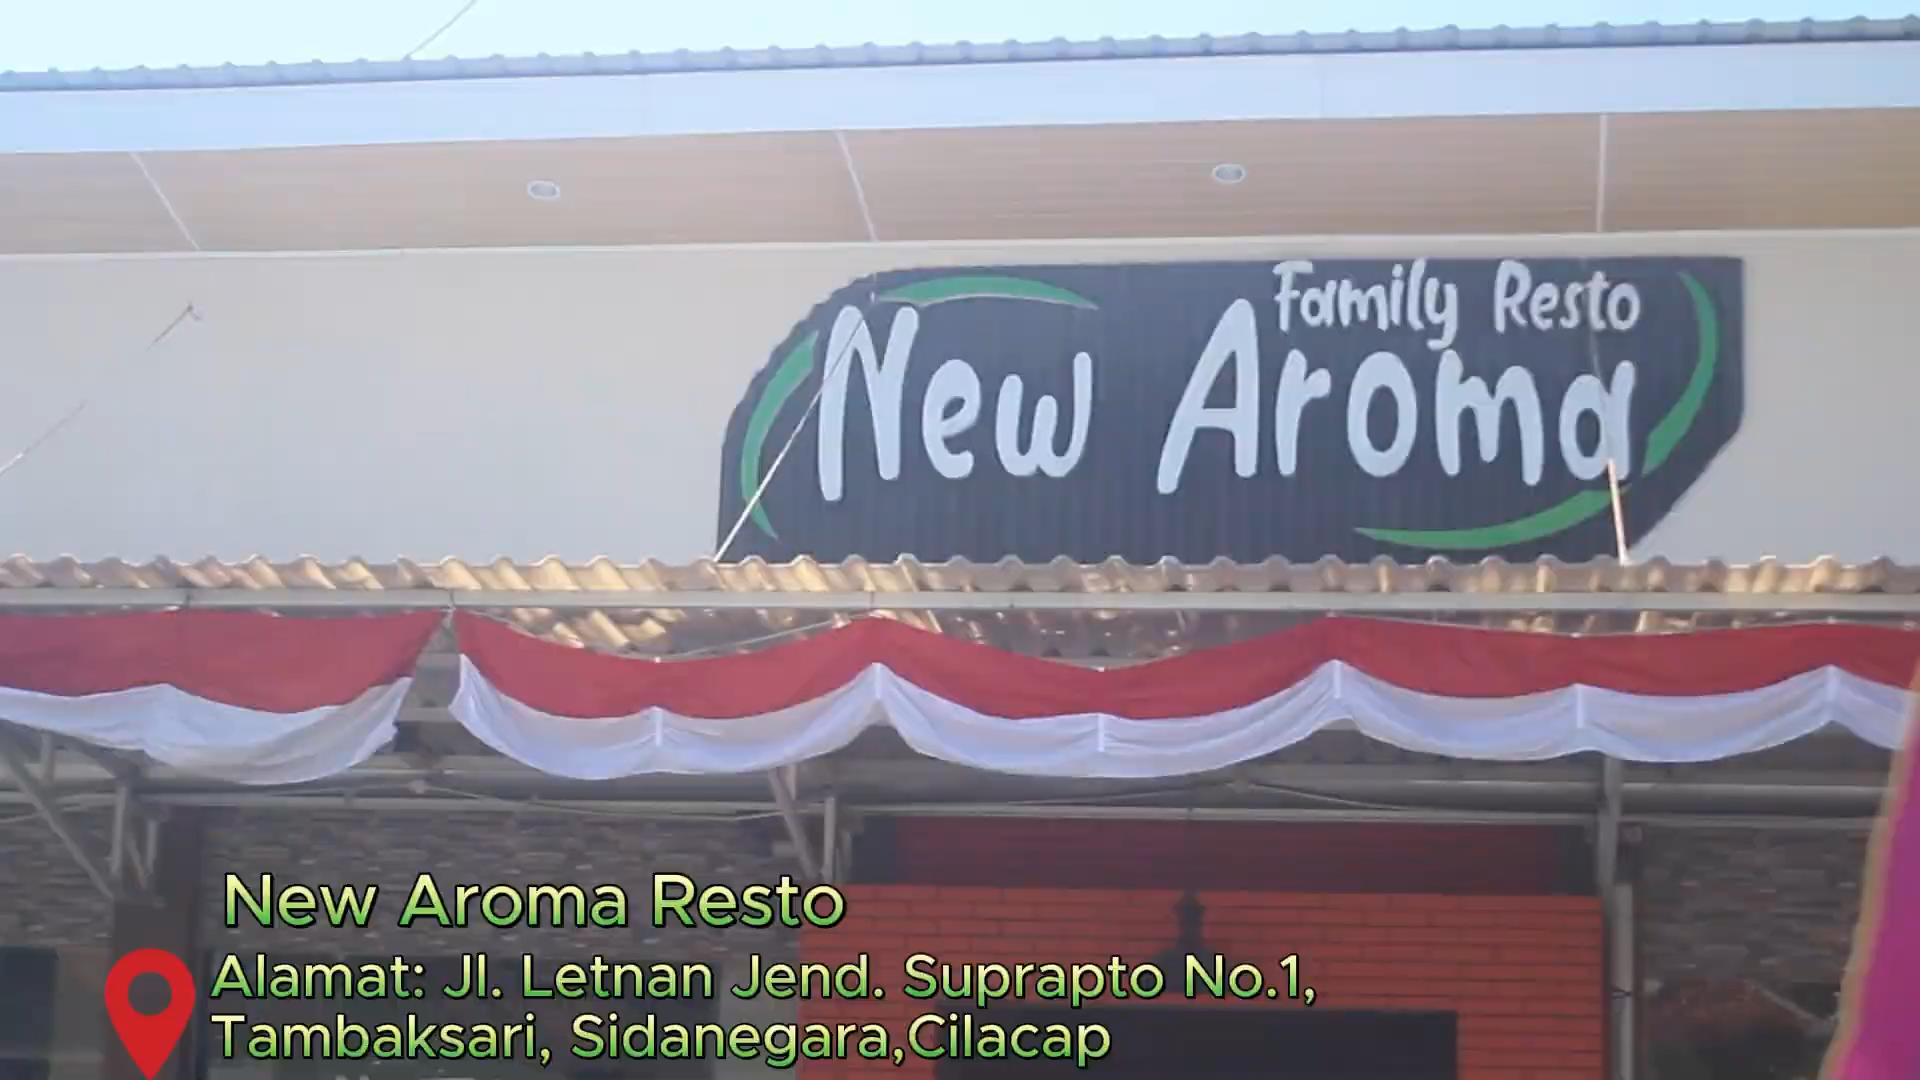 Family Resto
New Aroma
New Aroma Resto
Alamat: Jl. Letnan Jend. Suprapto No.1,
Tambaksari, Sidanegara,Cilacap